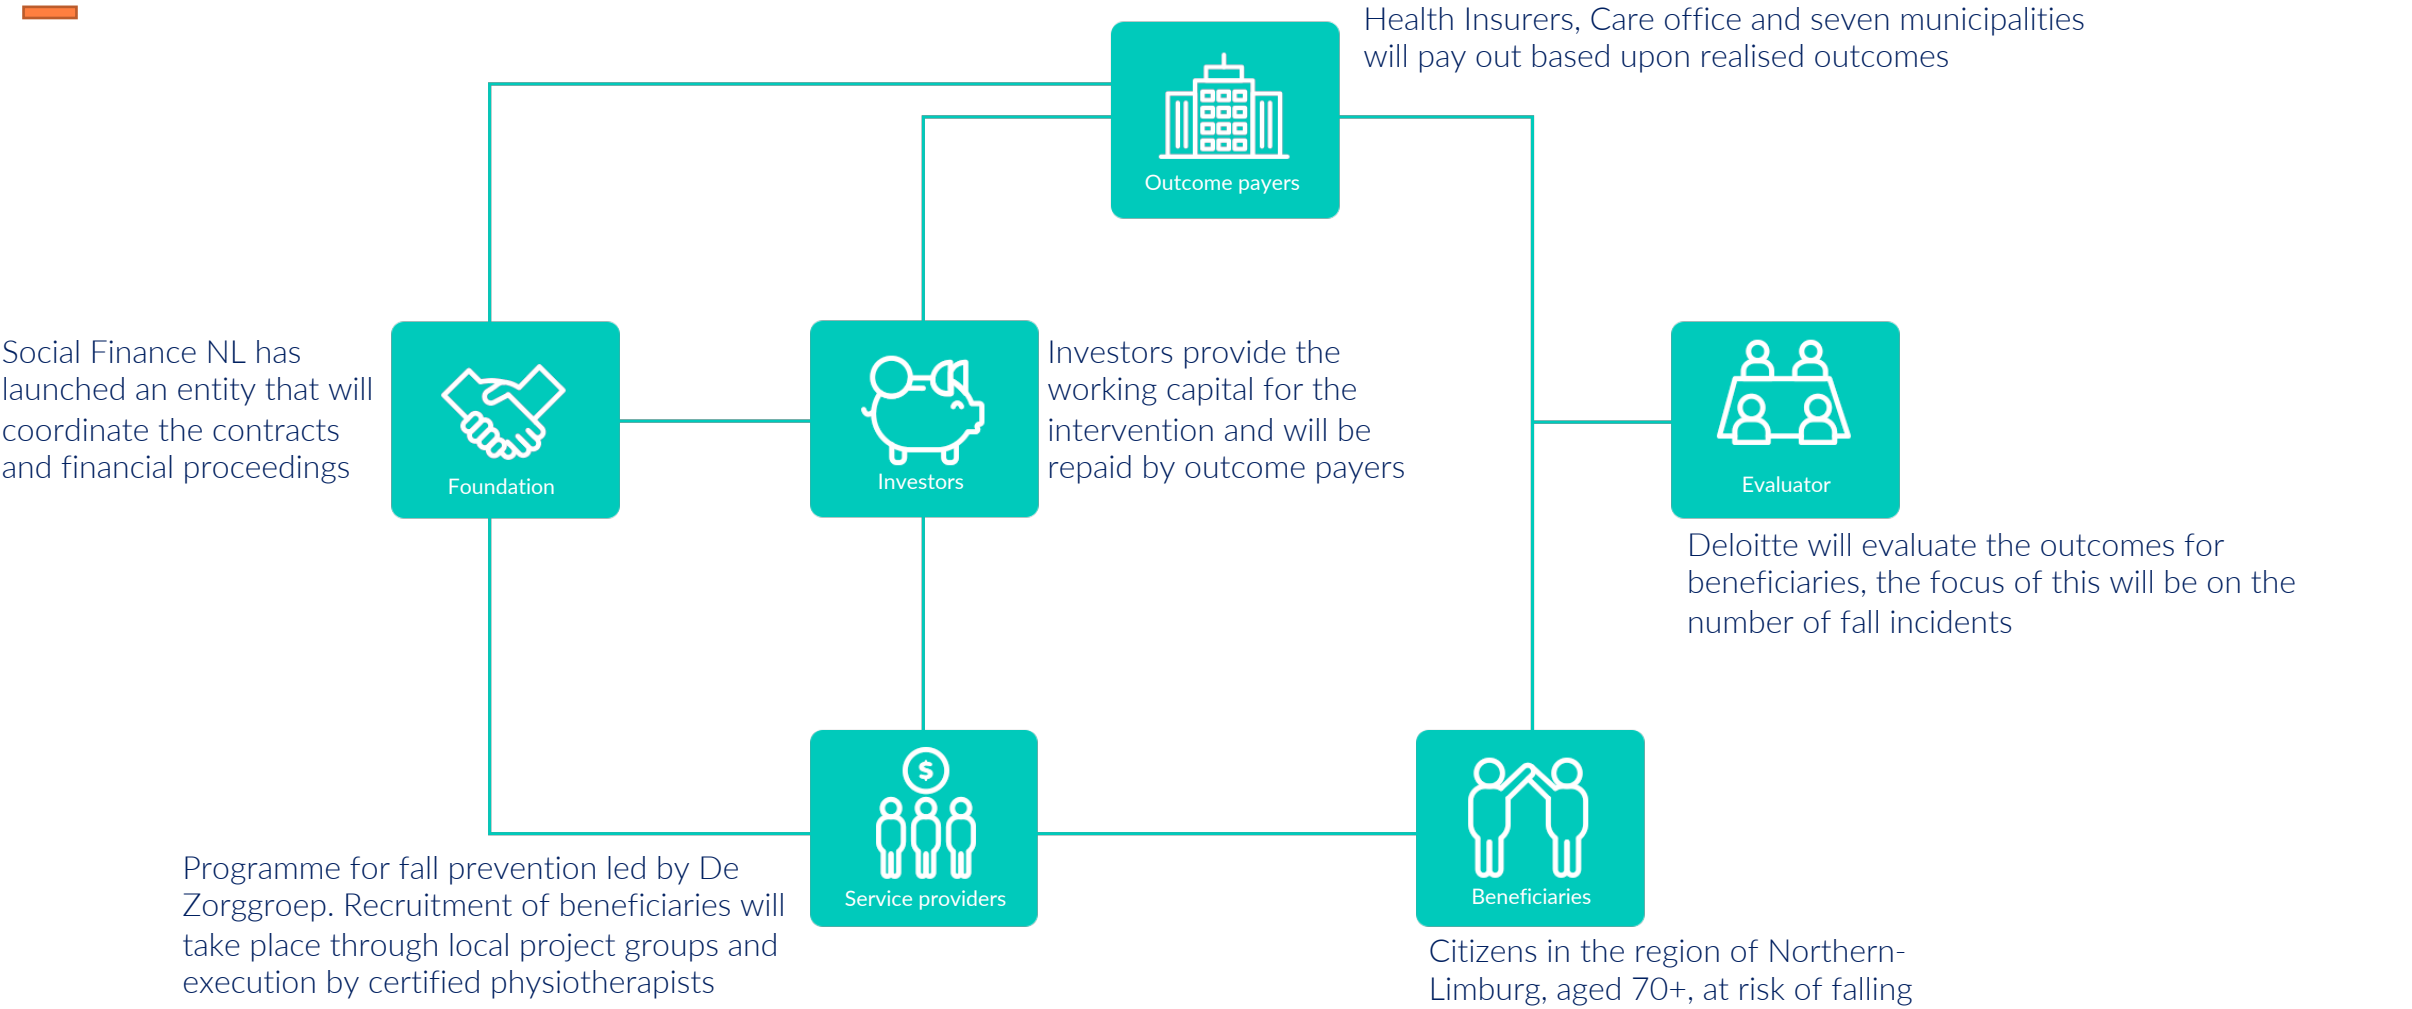 Health Insurers, Care office and seven municipalities
will pay out based upon realised outcomes
Outcome payers
Social Finance NL has
launched an entity that will
coordinate the contracts
and financial proceedings
Foundation
Investors
Investors provide the
working capital for the
intervention and will be
repaid by outcome payers
Evaluator
Deloitte will evaluate the outcomes for
beneficiaries, the focus of this will be on the
number of fall incidents
Programme for fall prevention led by De
Zorggroep. Recruitment of beneficiaries will
take place through local project groups and
execution by certified physiotherapists
$
Service providers
Beneficiaries
Citizens in the region of Northern-
Limburg, aged 70+, at risk of falling